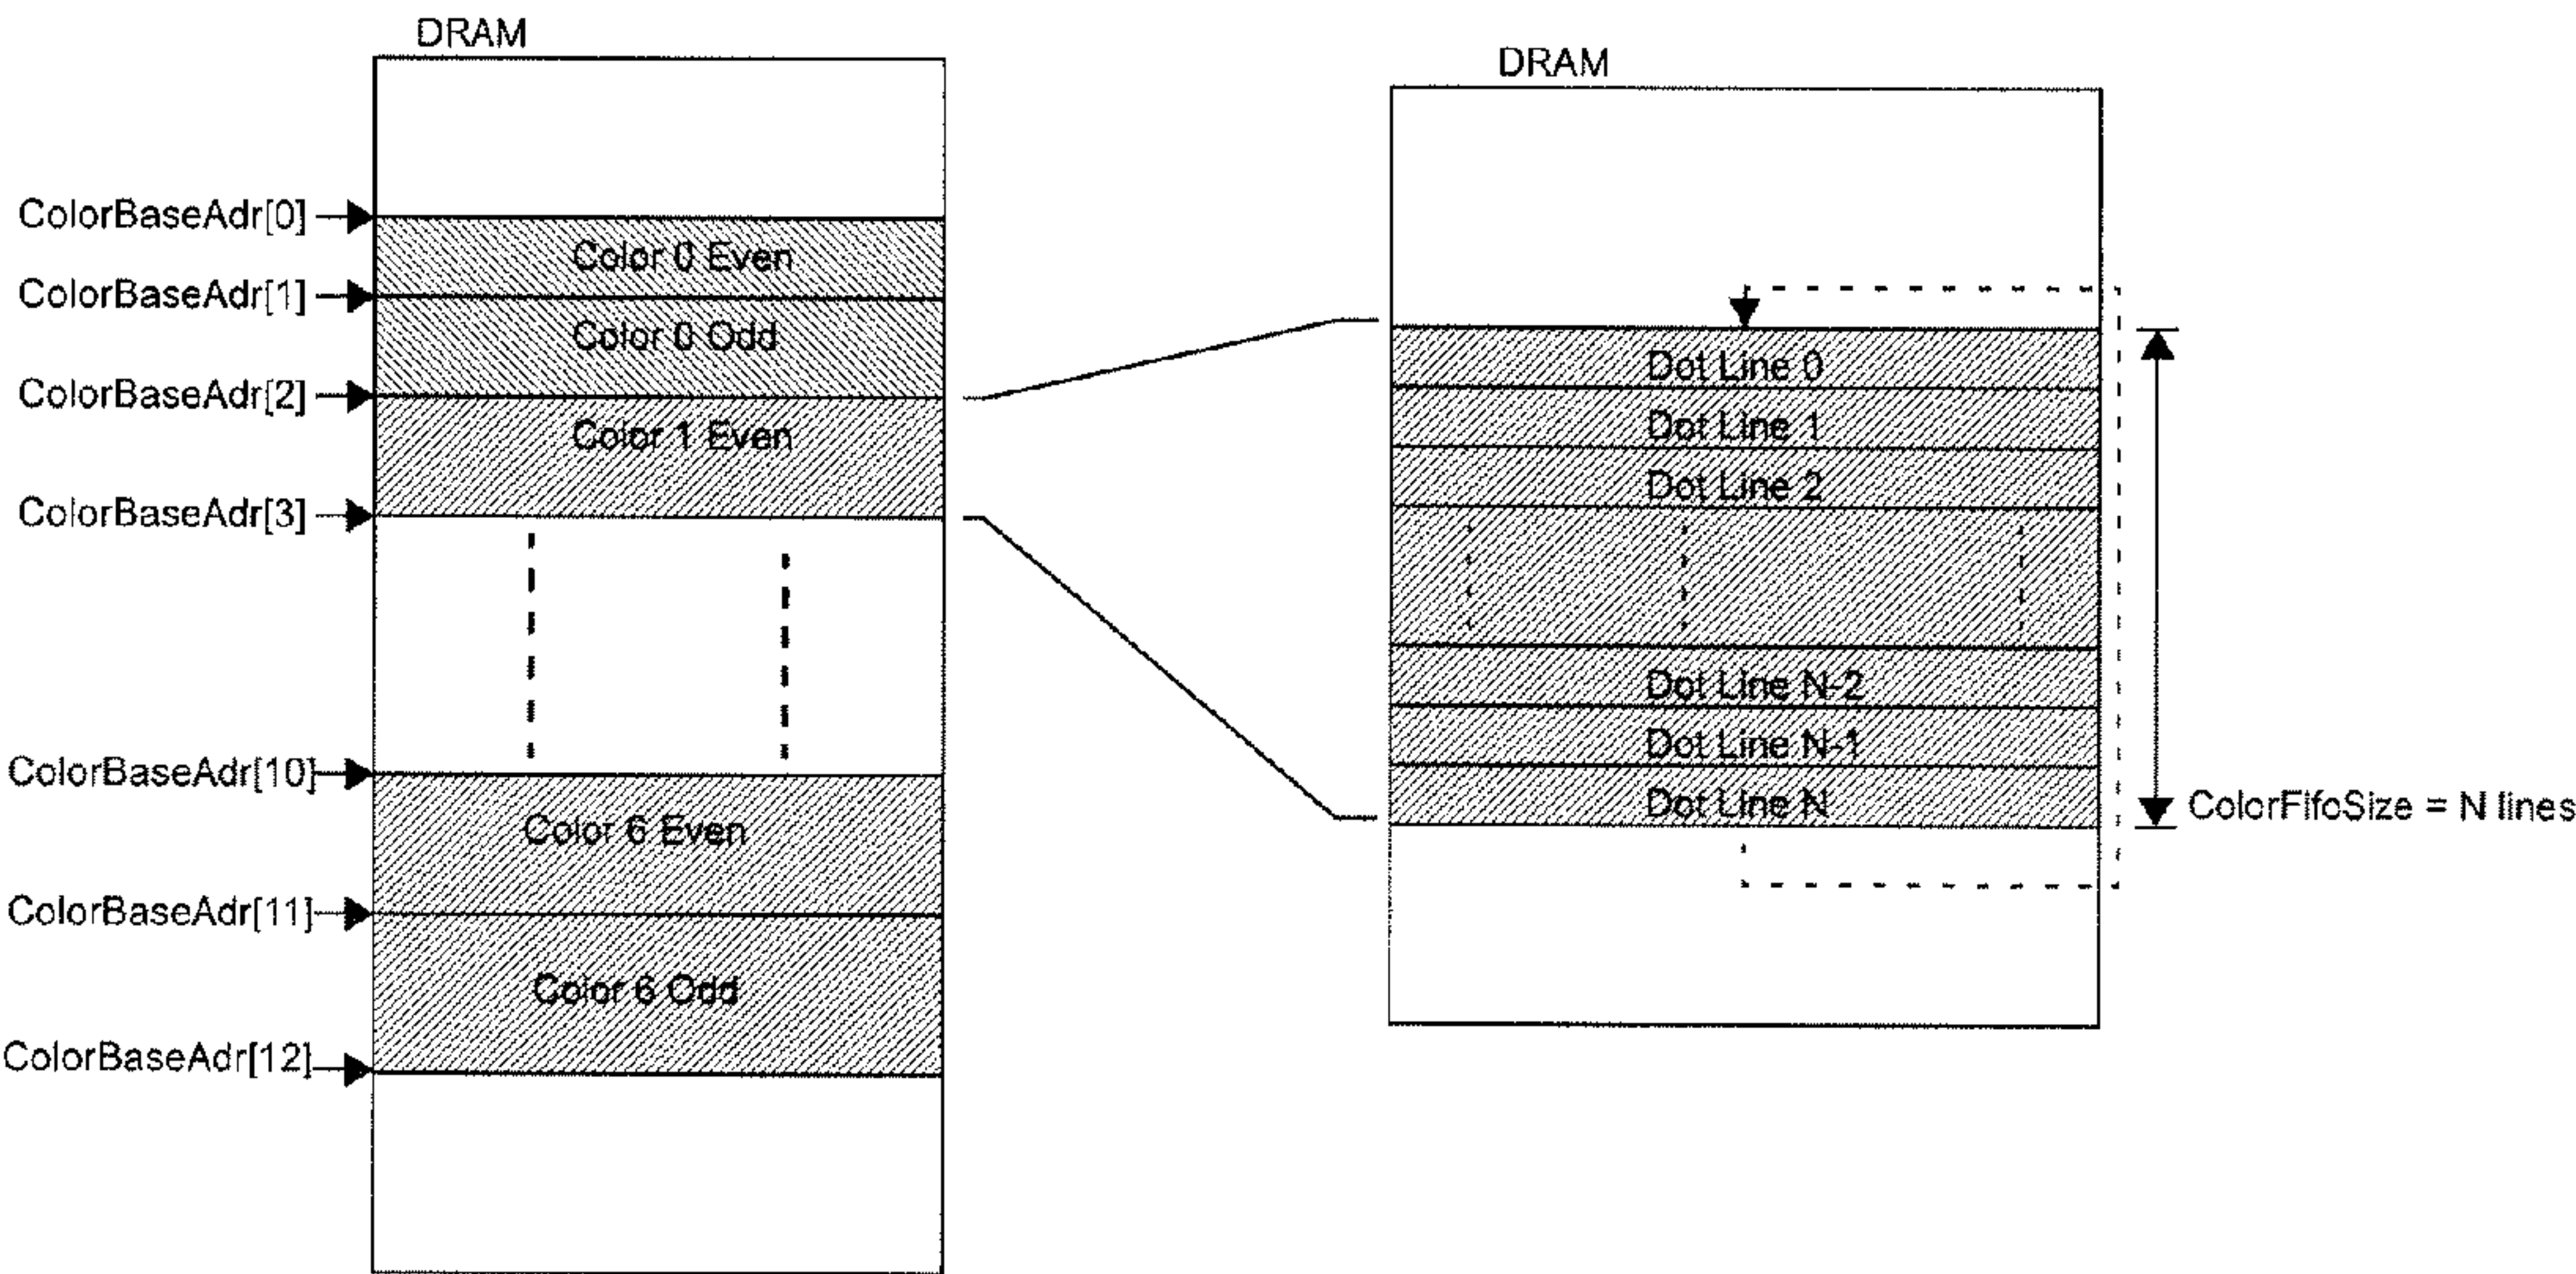 DRAM
ColorBaseAdr[0]
Color 0 Even
ColorBaseAdr[1]
Color 0 Odd
ColorBaseAdr[2]
Color 1 Even
ColorBaseAdr[3]
ColorBaseAdr[10]
Color 6 Even
ColorBaseAdr[11]
Color 6 Odd
ColorBaseAdr[12]
DRAM
Dot Line 0
Dot Line 1
Dot Line 2
Dot Line N-2
Dot Line N-1
Dot Line N
ColorFifoSize = N lines